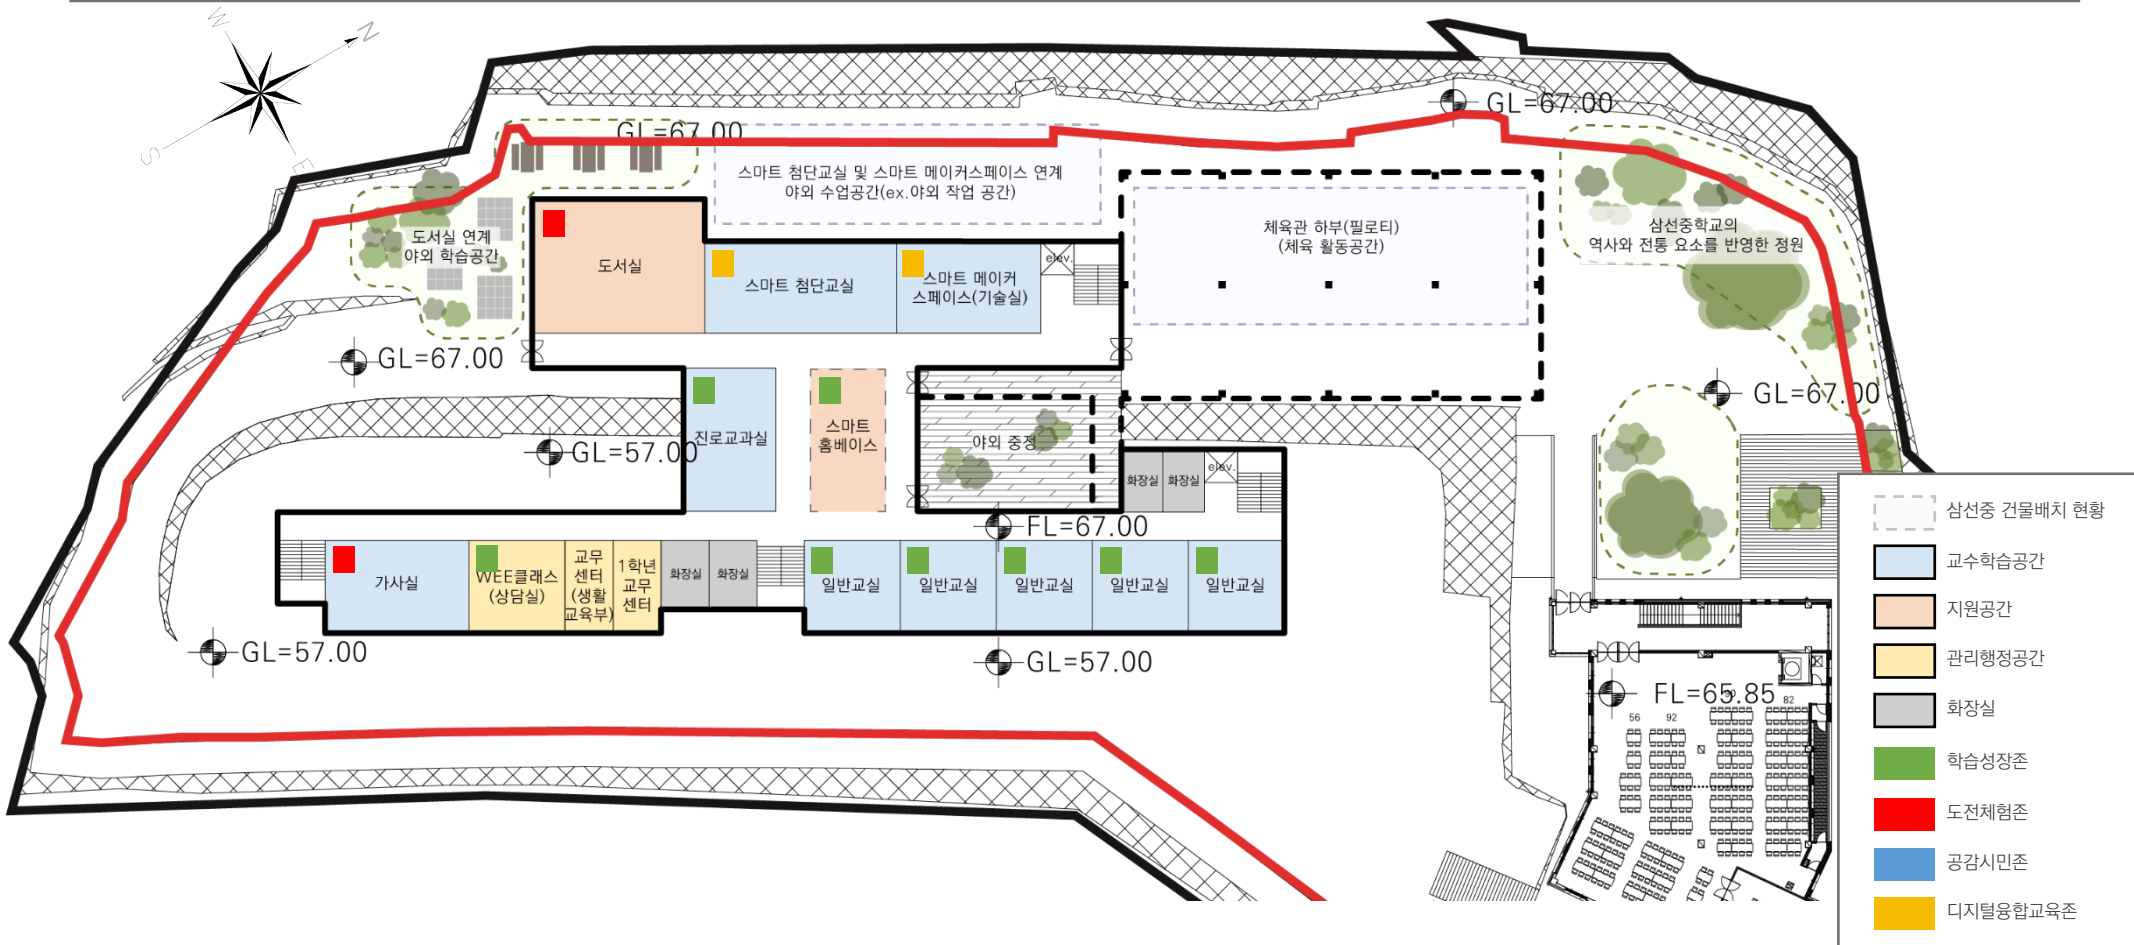 W
N
S
E
GL=67.00
GL=67.00
스마트 첨단교실 및 스마트 메이커스페이스 연계
야외 수업공간(ex.야외 작업 공간)
체육관 하부(필로티)
(체육 활동공간)
삼선중학교의
역사와 전통 요소를 반영한 정원
도서실 연계
야외 학습공간
도서실
스마트 첨단교실
스마트 메이커
스페이스(기술실)
elev.
GL=67.00
GL=67.00
GL=57.00
진로교과실
스마트
홈베이스
야외 중정
화장실
화장실
elev.
FL=67.00
가사실
WEE클래스
(상담실)
교무
센터
(생활
교육부)
1학년
교무
센터
화장실
화장실
일반교실
일반교실
일반교실
일반교실
일반교실
GL=57.00
GL=57.00
FL=65.85
56
92
90
82
삼선중 건물배치 현황
교수학습공간
지원공간
관리행정공간
화장실
학습성장존
도전체험존
공감시민존
디지털융합교육존